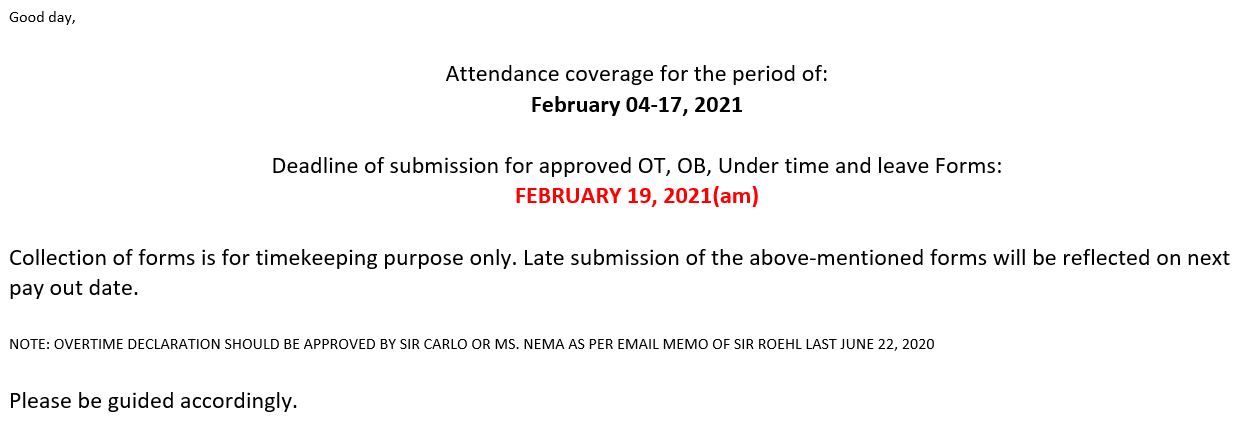 Good day,
Attendance coverage for the period of:
February 04-17, 2021
Deadline of submission for approved OT, OB, Under time and leave Forms:
FEBRUARY 19, 2021(am)
Collection of forms is for timekeeping purpose only. Late submission of the above-mentioned forms will be reflected on next
pay out date.
NOTE: OVERTIME DECLARATION SHOULD BE APPROVED BY SIR CARLO OR MS. NEMA AS PER EMAIL MEMO OF SIR ROEHL LAST JUNE 22, 2020
Please be guided accordingly.